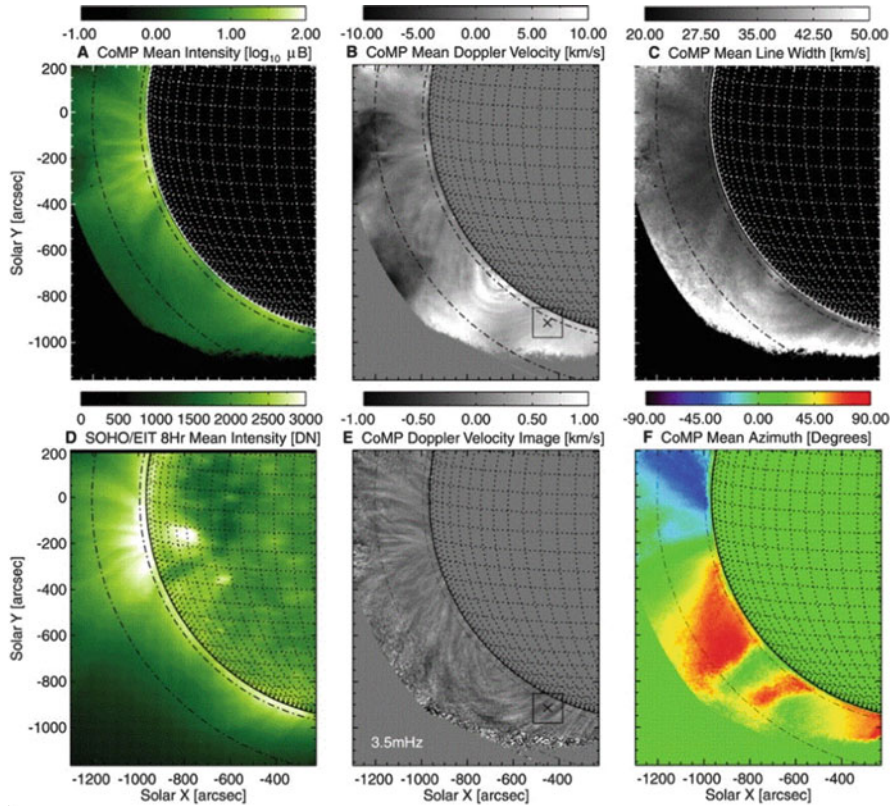 -1.00 0.00 1.00 2.00
A CoMP Mean Intensity [log10 μB]
-10.00 -5.00 0.00 5.00 10.00
B CoMP Mean Doppler Velocity [km/s]
20.00 27.50 35.00 42.50 50.00
C CoMP Mean Line Width [km/s]
200
0
-200
-400
-600
-800
-1000
Solar Y [arcsec]
0 500 1000 1500 2000 2500 3000
D SOHO/EIT 8Hr Mean Intensity [DN]
-1.00 -0.50 0.00 0.50 1.00
E CoMP Doppler Velocity Image [km/s]
-90.00 -45.00 0.00 45.00 90.00
F CoMP Mean Azimuth [Degrees]
200
0
-200
-400
-600
-800
-1000
Solar Y [arcsec]
3.5mHz
-1200 -1000 -800 -600 -400
Solar X [arcsec]
-1200 -1000 -800 -600 -400
Solar X [arcsec]
-1200 -1000 -800 -600 -400
Solar X [arcsec]